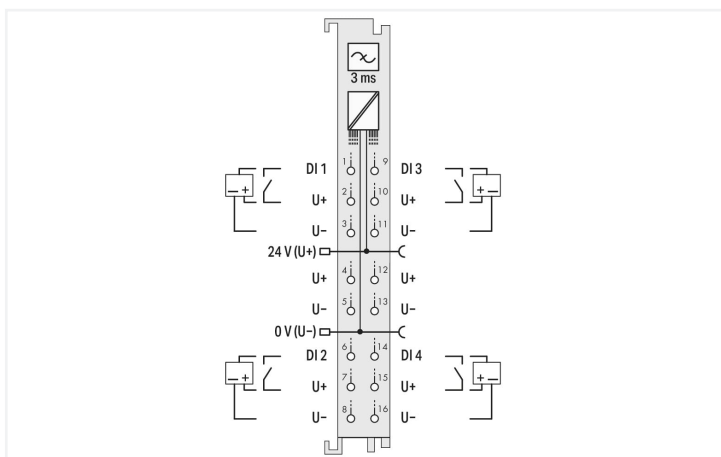 3 ms
DI 1 1 9 DI 3
− + − +
U+ 2 10 U+
U− 3 11 U−
24 V (U+)
U+ 4 12 U+
U− 5 13 U−
0 V (U−)
DI 2 6 14 DI 4
− + − +
U+ 7 15 U+
U− 8 16 U−